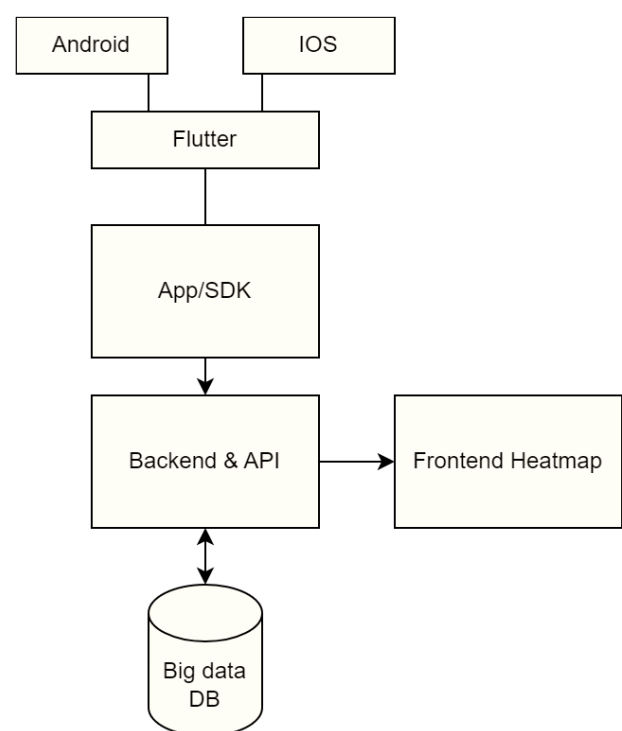 Android
IOS
Flutter
App/SDK
Backend & API
Frontend Heatmap
Big data
DB